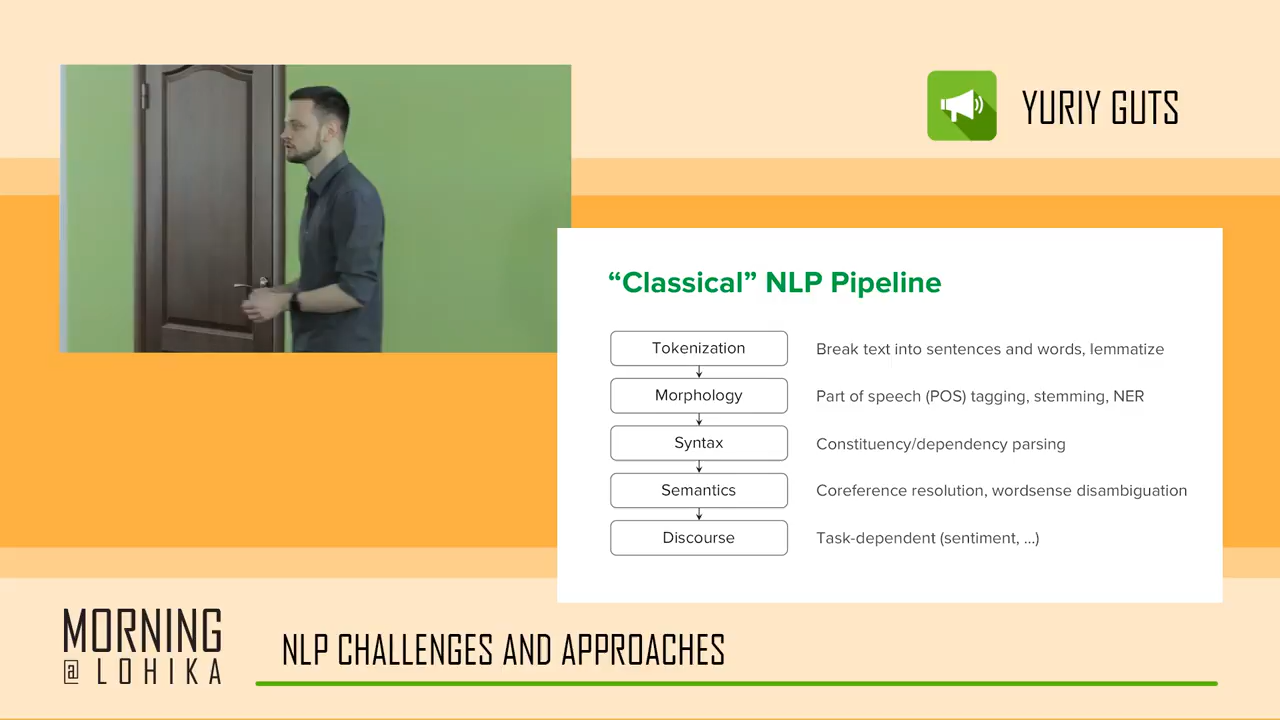 YURIY GUTS
“Classical” NLP Pipeline
Tokenization Break text into sentences and words, lemmatize
Morphology Part of speech (POS) tagging, stemming, NER
Syntax Constituency/dependency parsing
Semantics Coreference resolution, wordsense disambiguation
Discourse Task-dependent (sentiment, ...)
MORNING
@ LOHIKA
NLP CHALLENGES AND APPROACHES